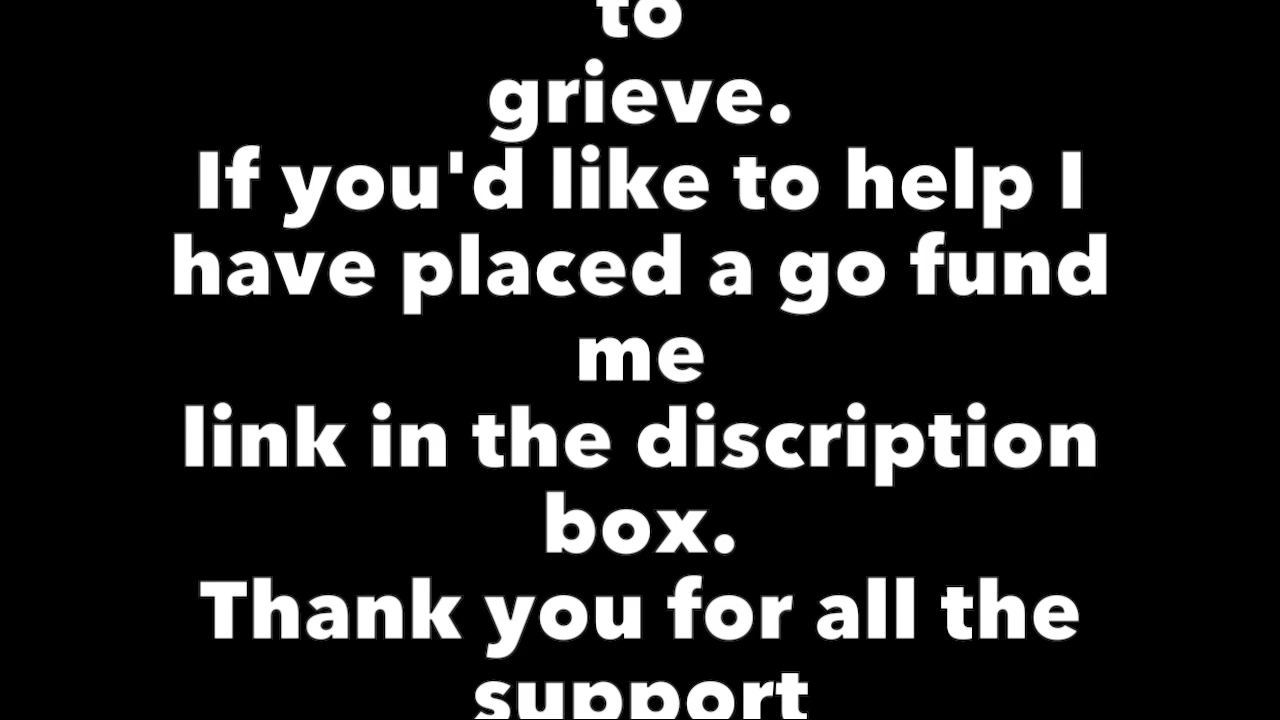 to
grieve.
If you'd like to help I
have placed a go fund
me
link in the discription
box.
Thank you for all the
support